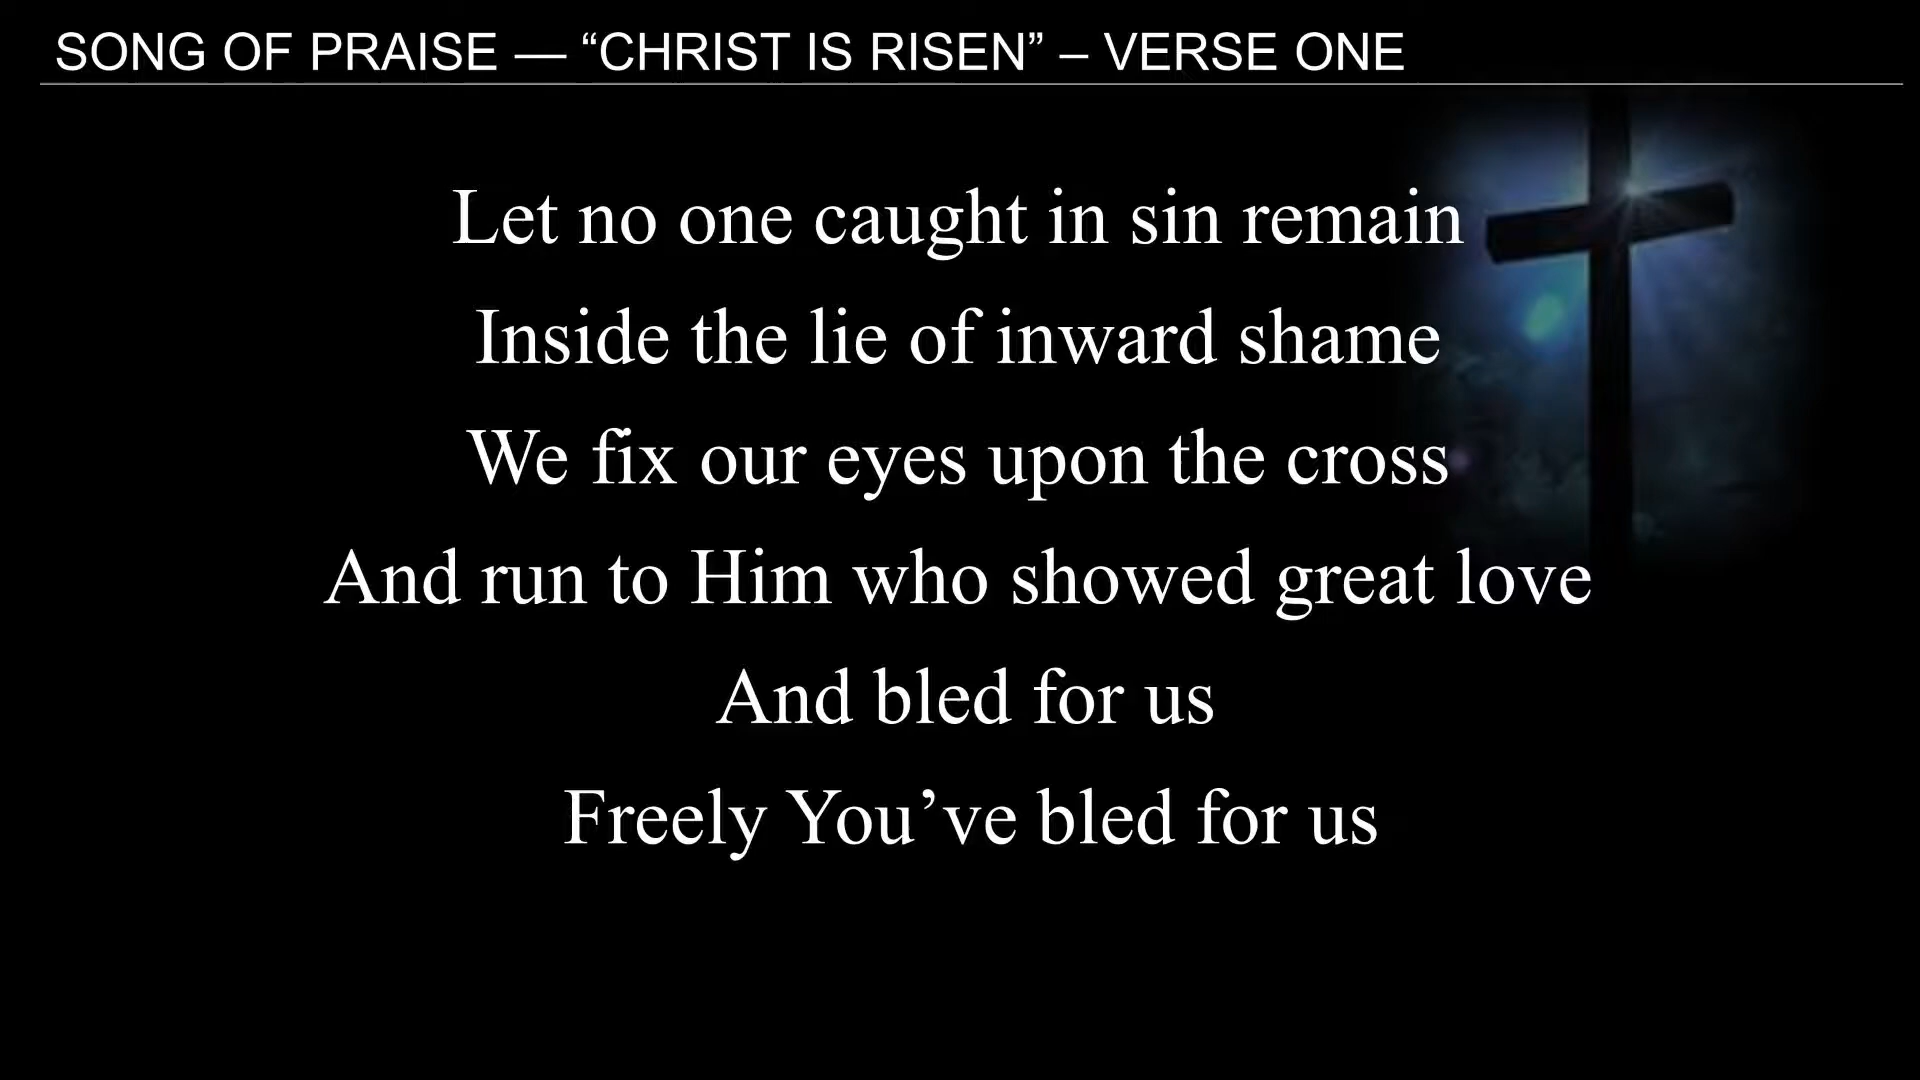 SONG OF PRAISE — “CHRIST IS RISEN” – VERSE ONE
Let no one caught in sin remain
Inside the lie of inward shame
We fix our eyes upon the cross
And run to Him who showed great love
And bled for us
Freely You’ve bled for us